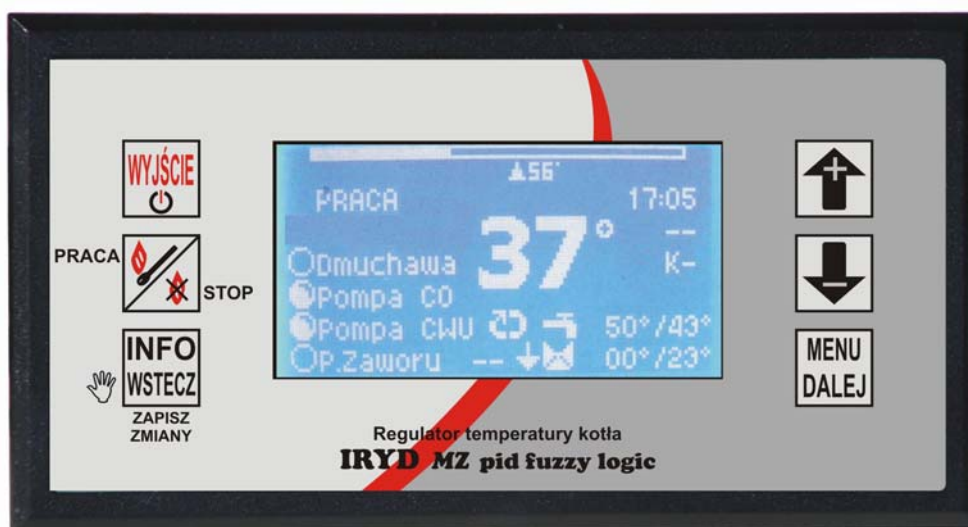 WYJŚCIE
PRACA
STOP
INFO
WSTECZ
ZAPISZ
ZMIANY
56°
PRACA 17:05
37° --
Dmuchawa K-
Pompa CO
Pompa CWU 50°/43°
P.Zaworu -- 00°/23°
+
-
MENU
DALEJ
Regulator temperatury kotła
IRYD MZ pid fuzzy logic